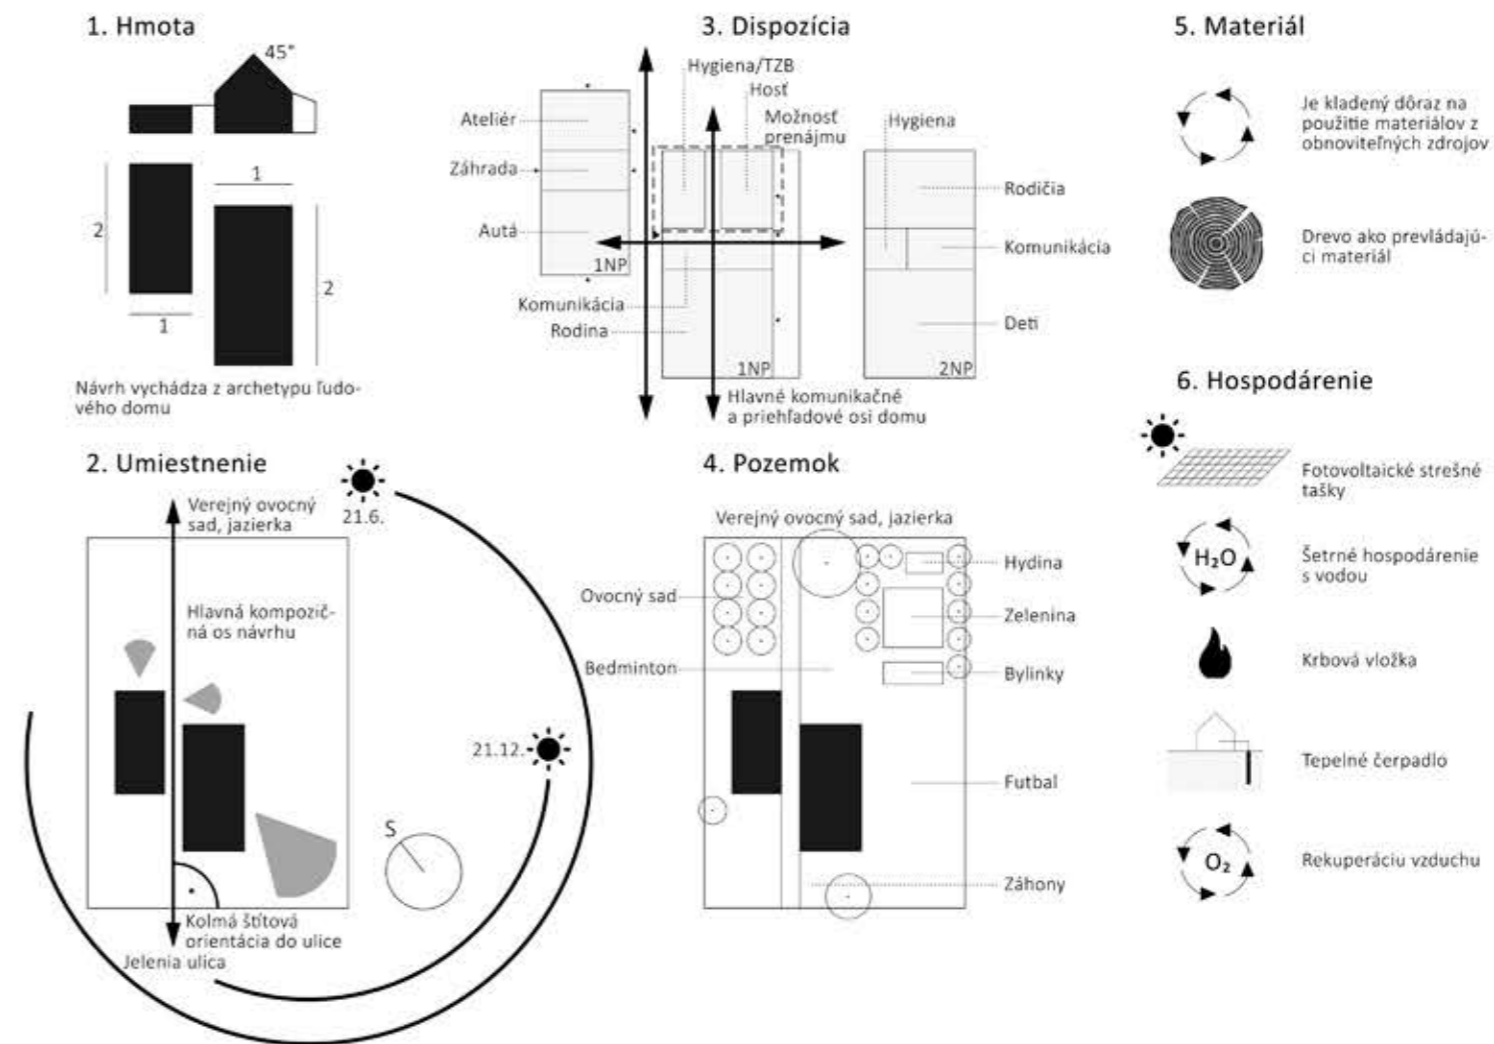 1. Hmota
45°
1
2
2
1
Návrh vychádza z archetypu ľudo-
vého domu
2. Umiestnenie
Verejný ovocný
sad, jazierka
21.6.
Hlavná kompozič-
ná os návrhu
21.12.
S
Kolmá štítová
orientácia do ulice
Jelenia ulica
3. Dispozícia
Hygiena/TZB
Hosť
Možnosť
prenájmu
Ateliér
Záhrada
Autá
1NP
Komunikácia
Rodina
1NP
Hlavné komunikačné
a priehľadové osi domu
Hygiena
Rodičia
Komunikácia
Deti
2NP
4. Pozemok
Verejný ovocný sad, jazierka
Ovocný sad
Bedminton
Hydina
Zelenina
Bylinky
Futbal
Záhony
5. Materiál
Je kladený dôraz na
použitie materiálov z
obnoviteľných zdrojov
Drevo ako prevládajú-
ci materiál
6. Hospodárenie
Fotovoltaické strešné
tašky
H₂O
Šetrné hospodárenie
s vodou
Krbová vložka
Tepelné čerpadlo
O₂
Rekuperáciu vzduchu